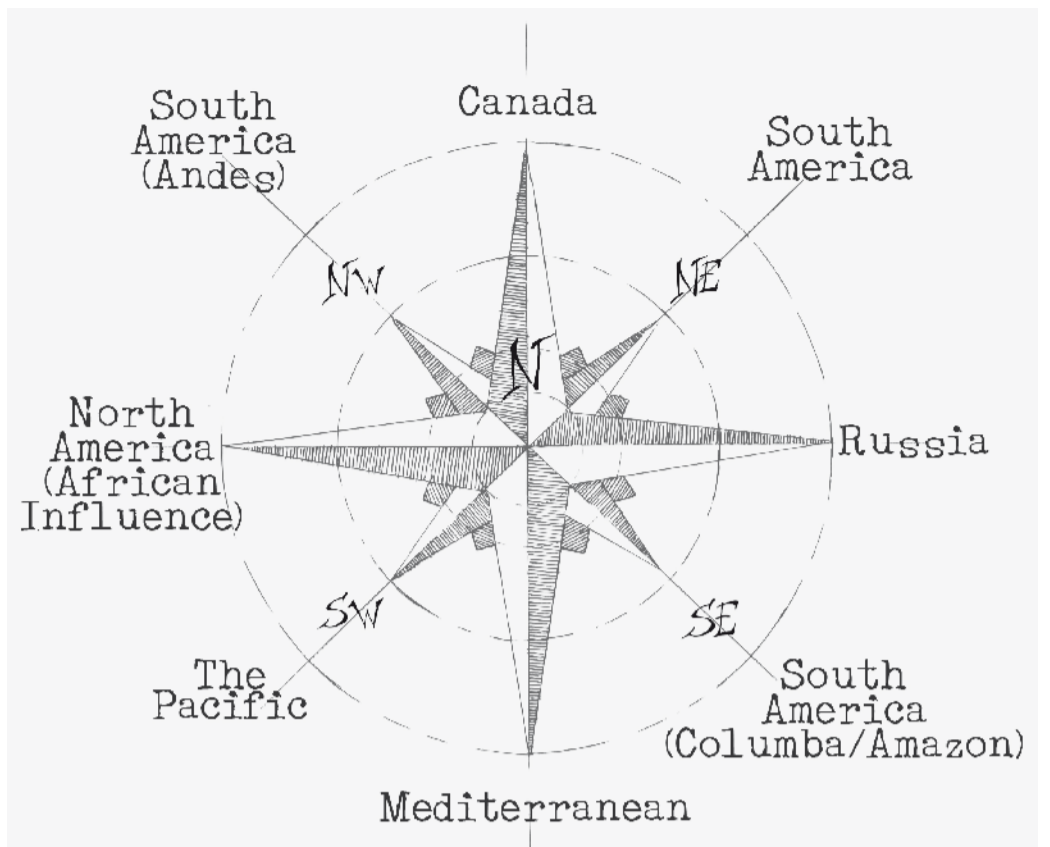 Canada
South
America
(Andes)
South
America
NW
NE
N
North
America
(African
Influence)
Russia
SW
SE
The
Pacific
South
America
(Columba/Amazon)
Mediterranean